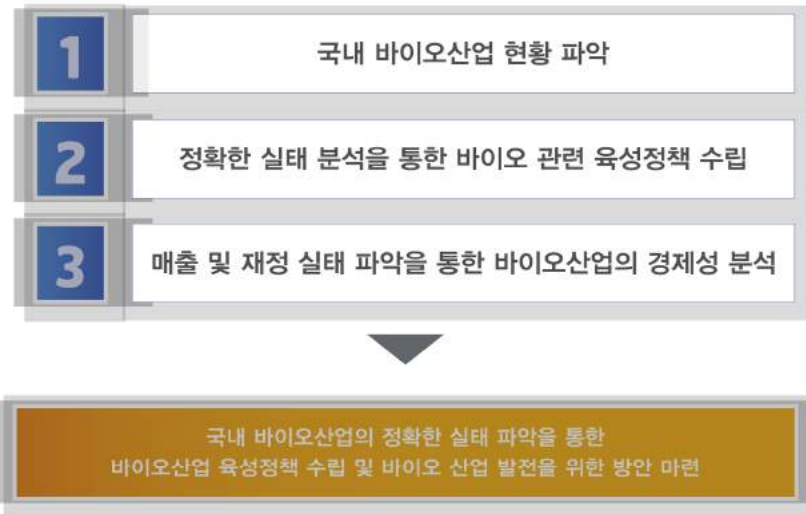 1
국내 바이오산업 현황 파악
2
정확한 실태 분석을 통한 바이오 관련 육성정책 수립
3
매출 및 재정 실태 파악을 통한 바이오산업의 경제성 분석
국내 바이오산업의 정확한 실태 파악을 통한
바이오산업 육성정책 수립 및 바이오 산업 발전을 위한 방안 마련